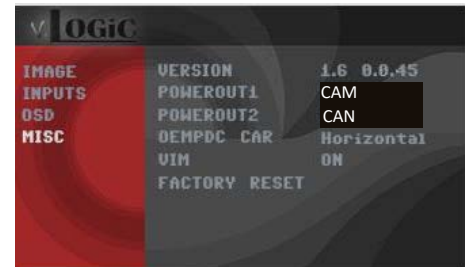 v.LOGiC
IMAGE
INPUTS
OSD
MISC
VERSION 1.6 0.0.45
POWEROUT1 CAM
POWEROUT2 CAN
OEMPDC CAR Horizontal
VIM ON
FACTORY RESET